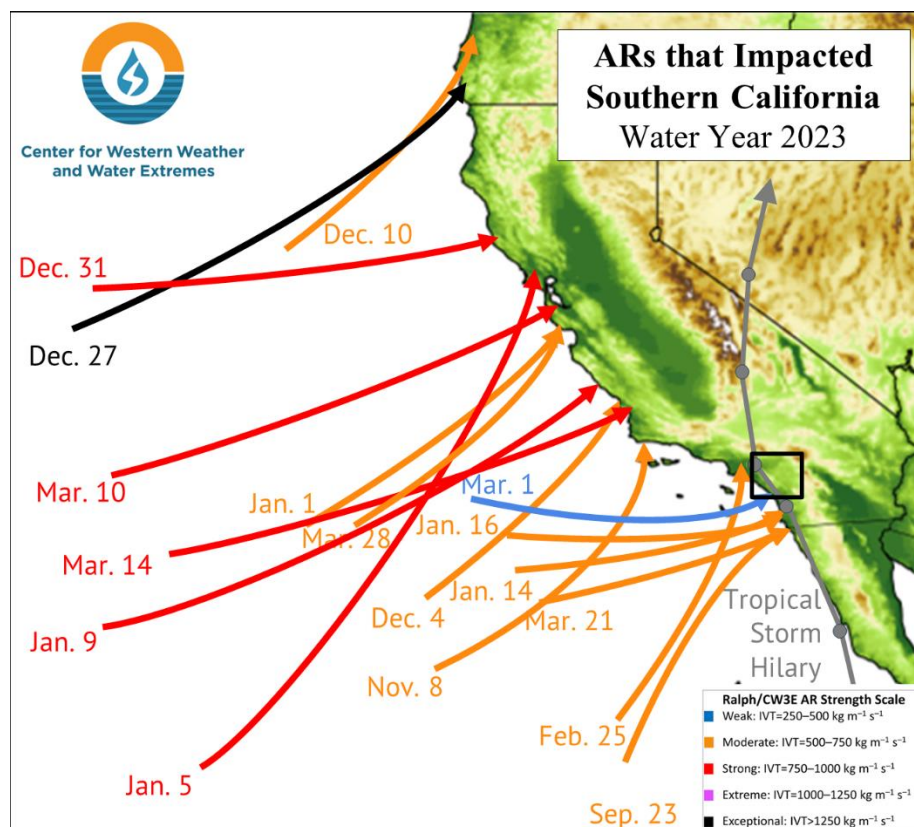 ARs that Impacted
Southern California
Water Year 2023
Center for Western Weather
and Water Extremes
Dec. 10
Dec. 31
Dec. 27
Mar. 10
Jan. 1
Mar. 1
Mar. 28
Jan. 16
Mar. 14
Jan. 9
Dec. 4
Jan. 14
Mar. 21
Nov. 8
Feb. 25
Jan. 5
Sep. 23
Tropical
Storm
Hilary
Ralph/CW3E AR Strength Scale
Weak: IVT=250–500 kg m⁻¹ s⁻¹
Moderate: IVT=500–750 kg m⁻¹ s⁻¹
Strong: IVT=750–1000 kg m⁻¹ s⁻¹
Extreme: IVT=1000–1250 kg m⁻¹ s⁻¹
Exceptional: IVT>1250 kg m⁻¹ s⁻¹